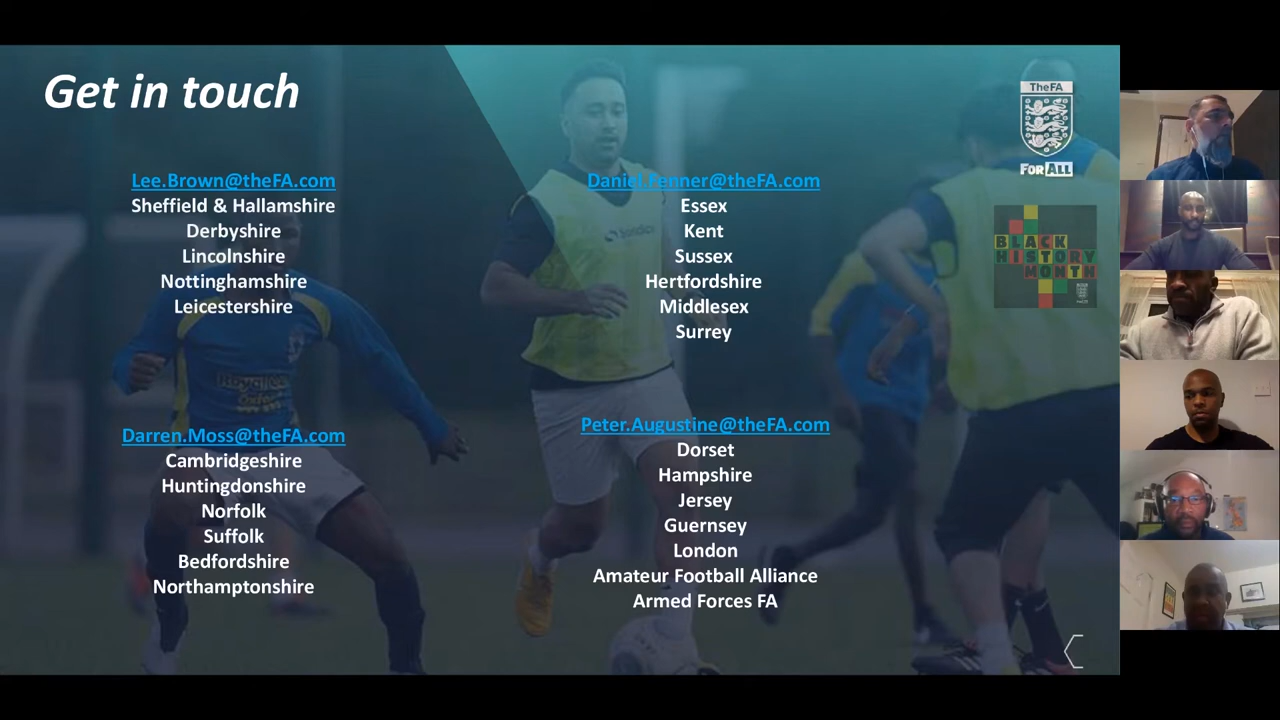 Get in touch
Lee.Brown@theFA.com
Sheffield & Hallamshire
Derbyshire
Lincolnshire
Nottinghamshire
Leicestershire
Daniel.Fenner@theFA.com
Essex
Kent
Sussex
Hertfordshire
Middlesex
Surrey
Darren.Moss@theFA.com
Cambridgeshire
Huntingdonshire
Norfolk
Suffolk
Bedfordshire
Northamptonshire
Peter.Augustine@theFA.com
Dorset
Hampshire
Jersey
Guernsey
London
Amateur Football Alliance
Armed Forces FA
TheFA
FOR ALL
BLACK
HISTORY
MONTH